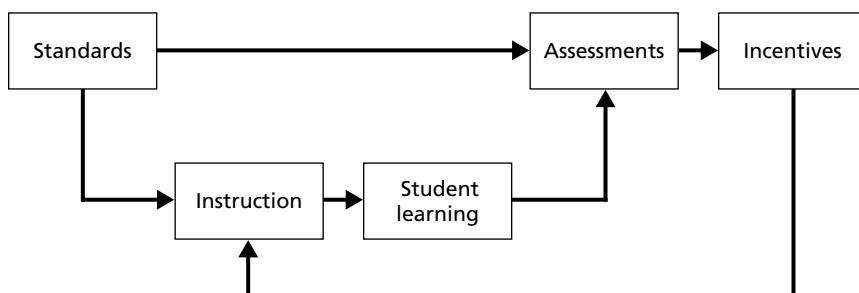 Standards
Assessments
Incentives
Instruction
Student
learning